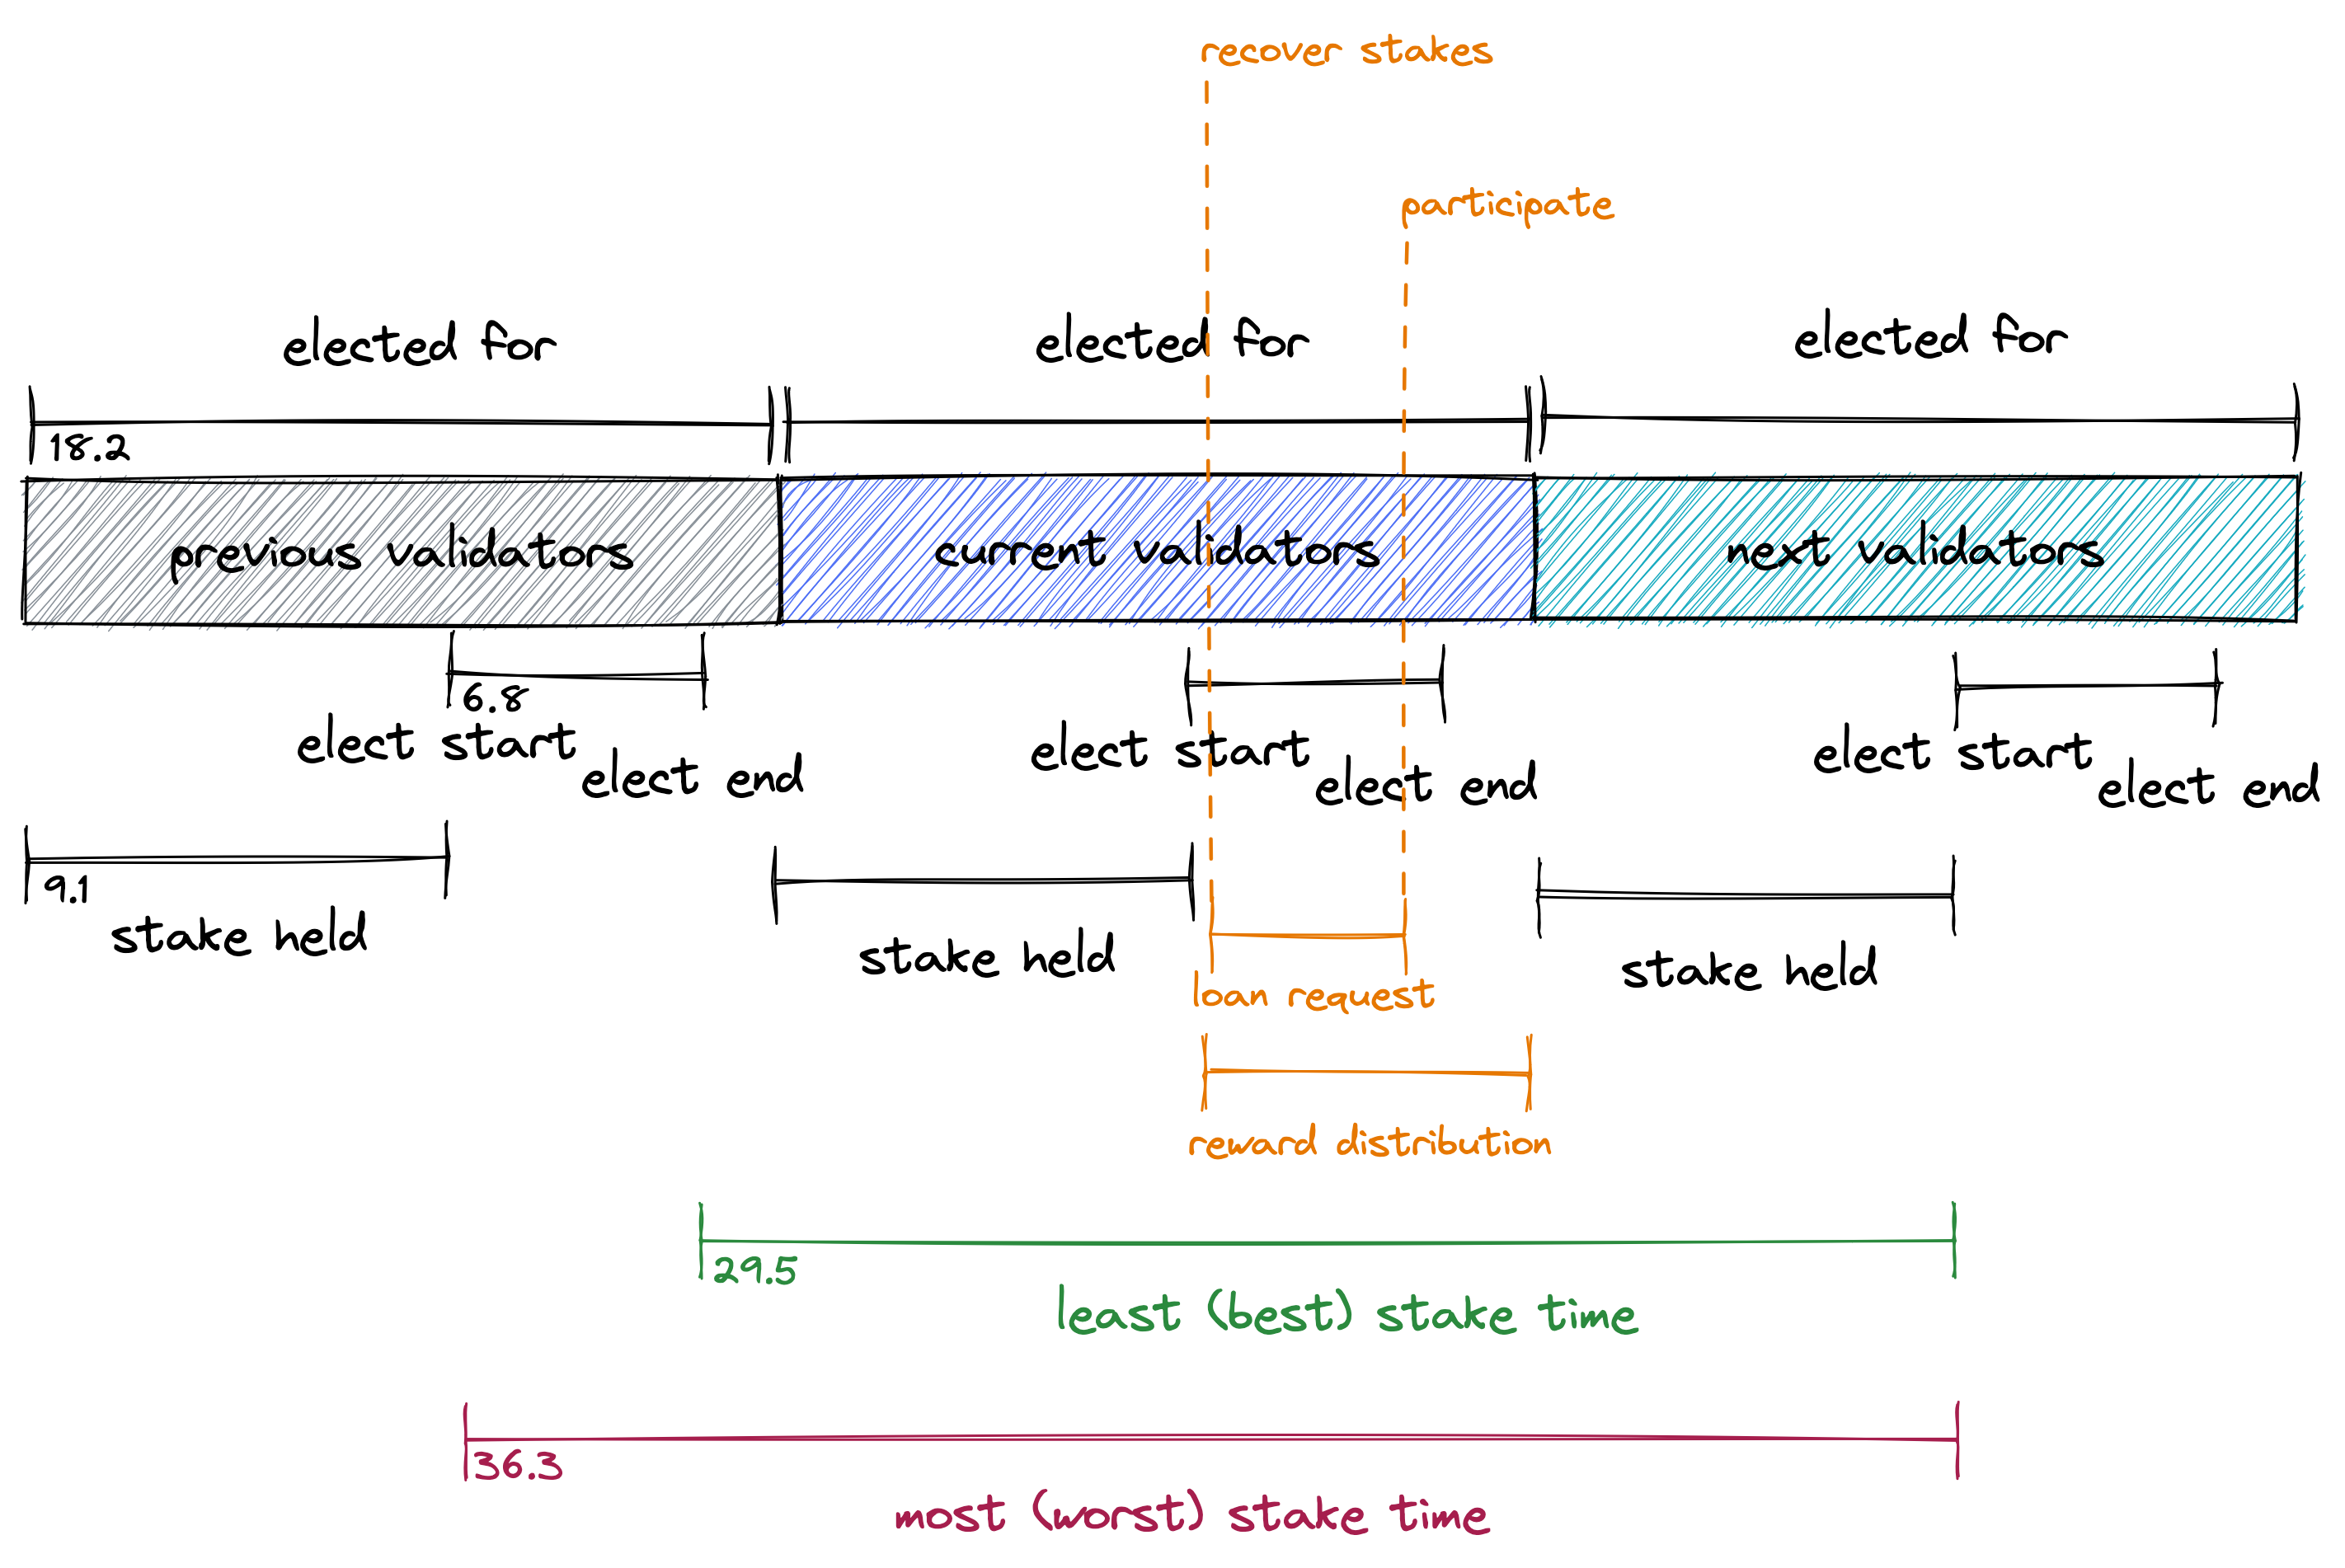 recover stakes
participate
elected for
elected for
elected for
18.2
previous validators
current validators
next validators
6.8
elect start
elect end
elect start
elect end
elect start
elect end
9.1
stake held
stake held
stake held
loan request
reward distribution
29.5
least (best) stake time
36.3
most (worst) stake time